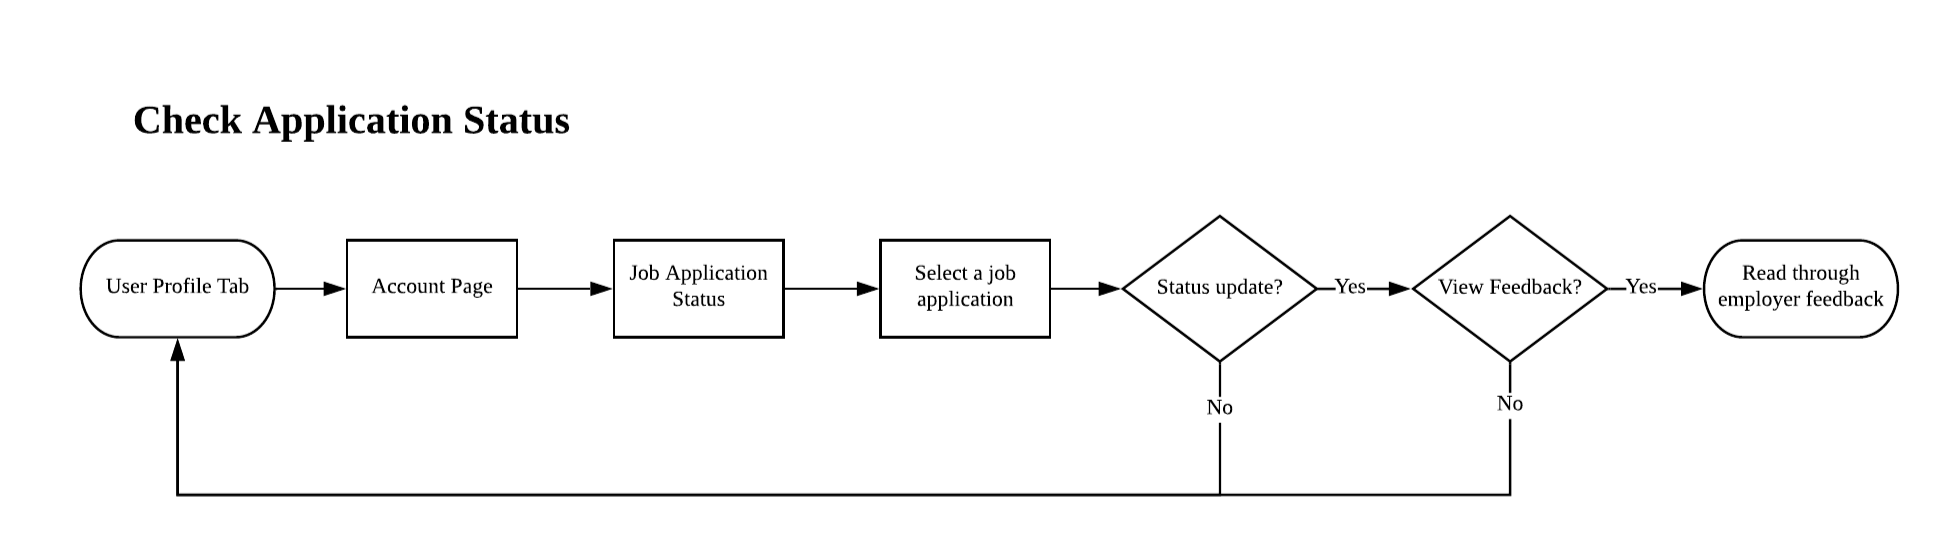 Check Application Status
User Profile Tab
Account Page
Job Application
Status
Select a job
application
Status update?
Yes
View Feedback?
Yes
Read through
employer feedback
No
No